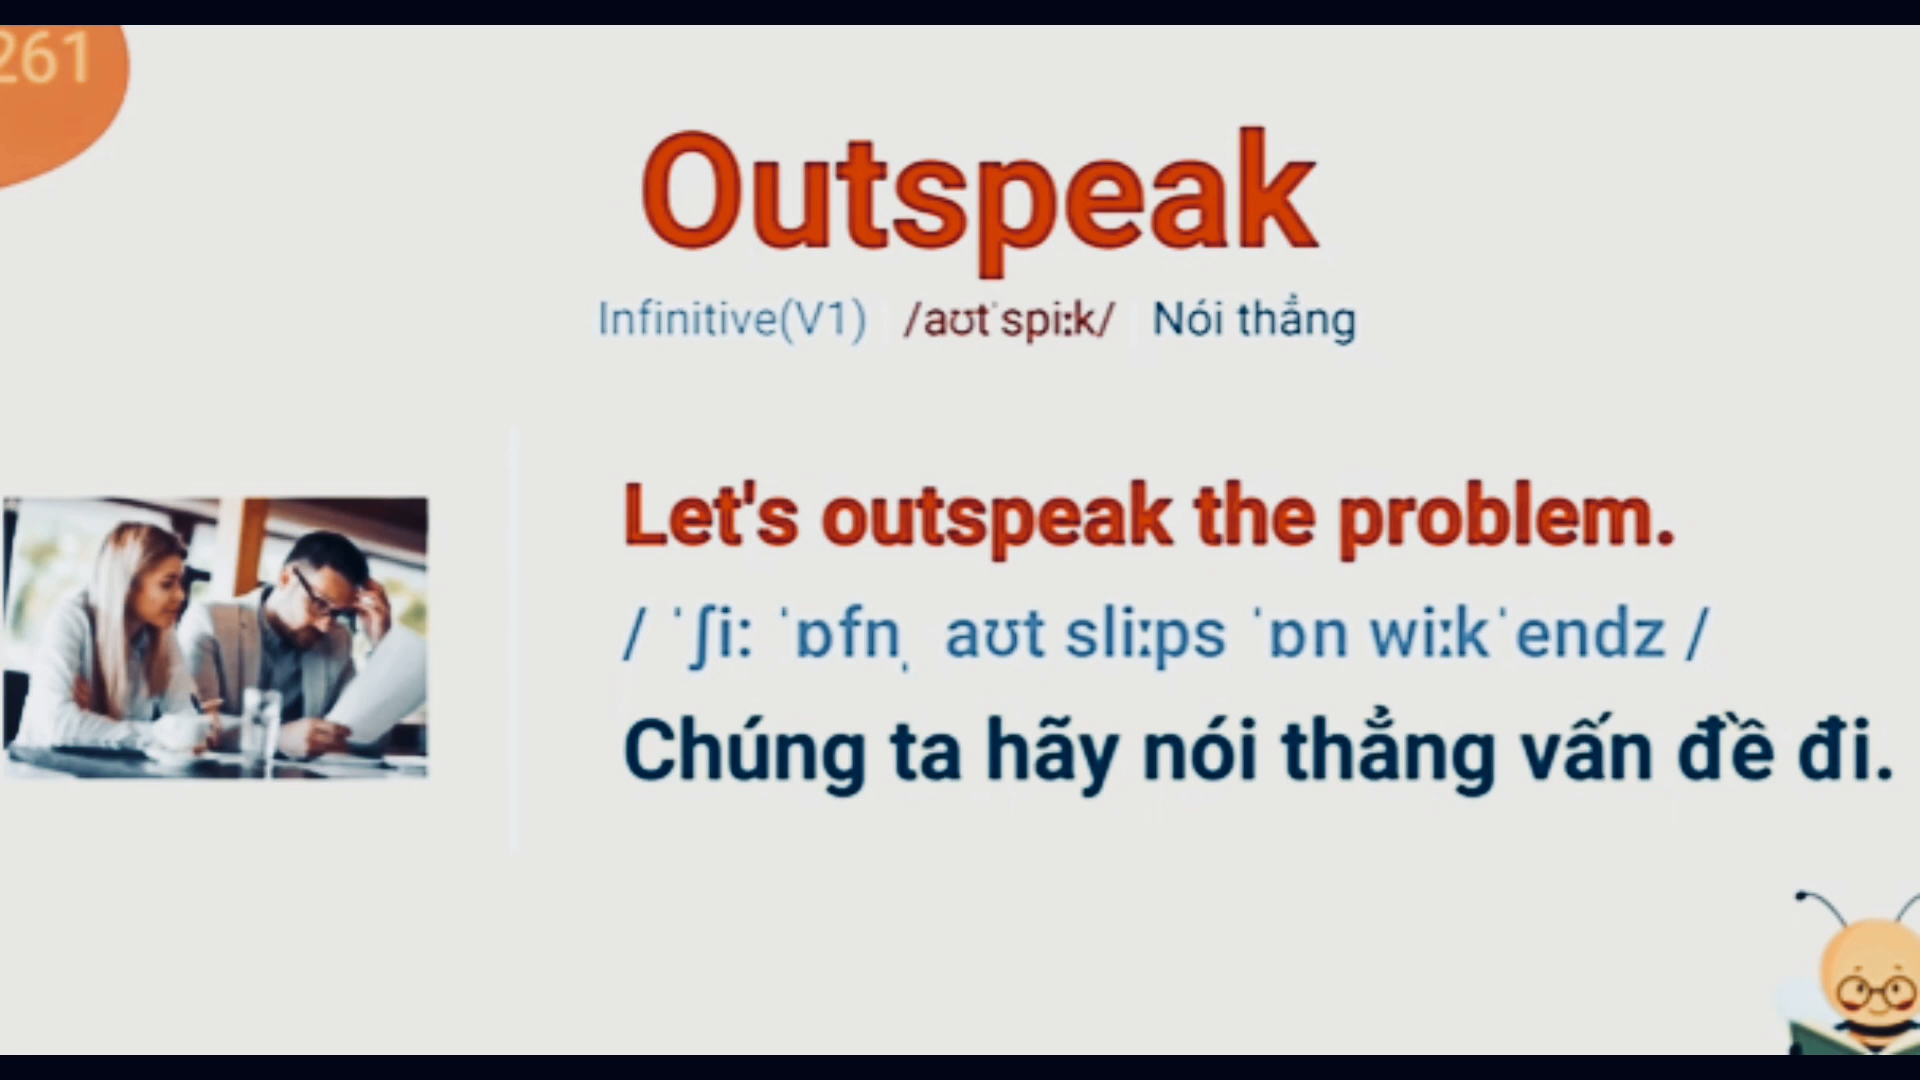 261
Outspeak
Infinitive(V1) /aʊtˈspiːk/ Nói thẳng
Let's outspeak the problem.
/ ˈʃiː ˈɒfnˌ aʊt sliːps ˈɒn wiːkˈendz /
Chúng ta hãy nói thẳng vấn đề đi.